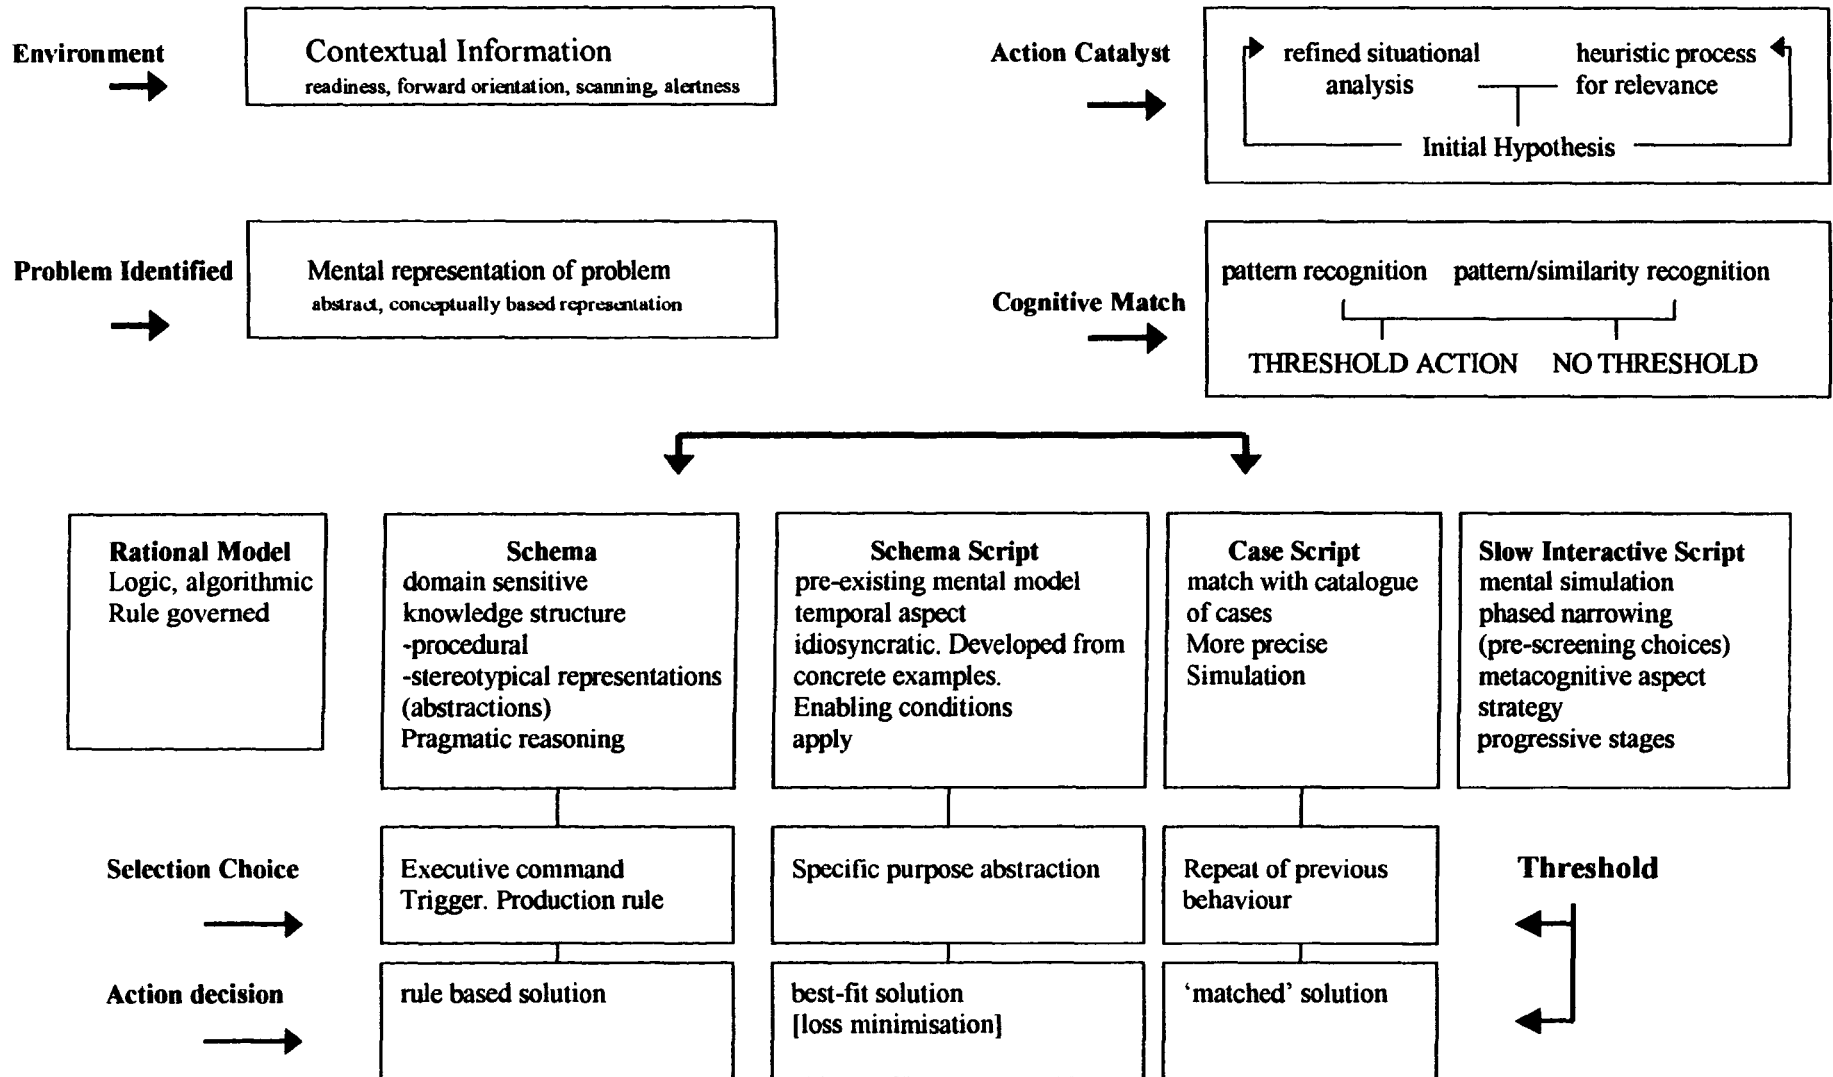 Environment
Contextual Information
readiness, forward orientation, scanning, alertness
Action Catalyst
refined situational
analysis
heuristic process
for relevance
Initial Hypothesis
Problem Identified
Mental representation of problem
abstract, conceptually based representation
Cognitive Match
pattern recognition
pattern/similarity recognition
THRESHOLD ACTION
NO THRESHOLD
Rational Model
Logic, algorithmic
Rule governed
Schema
domain sensitive
knowledge structure
-procedural
-stereotypical representations
(abstractions)
Pragmatic reasoning
Schema Script
pre-existing mental model
temporal aspect
idiosyncratic. Developed from
concrete examples.
Enabling conditions
apply
Case Script
match with catalogue
of cases
More precise
Simulation
Slow Interactive Script
mental simulation
phased narrowing
(pre-screening choices)
metacognitive aspect
strategy
progressive stages
Selection Choice
Executive command
Trigger. Production rule
Specific purpose abstraction
Repeat of previous
behaviour
Threshold
Action decision
rule based solution
best-fit solution
[loss minimisation]
‘matched’ solution